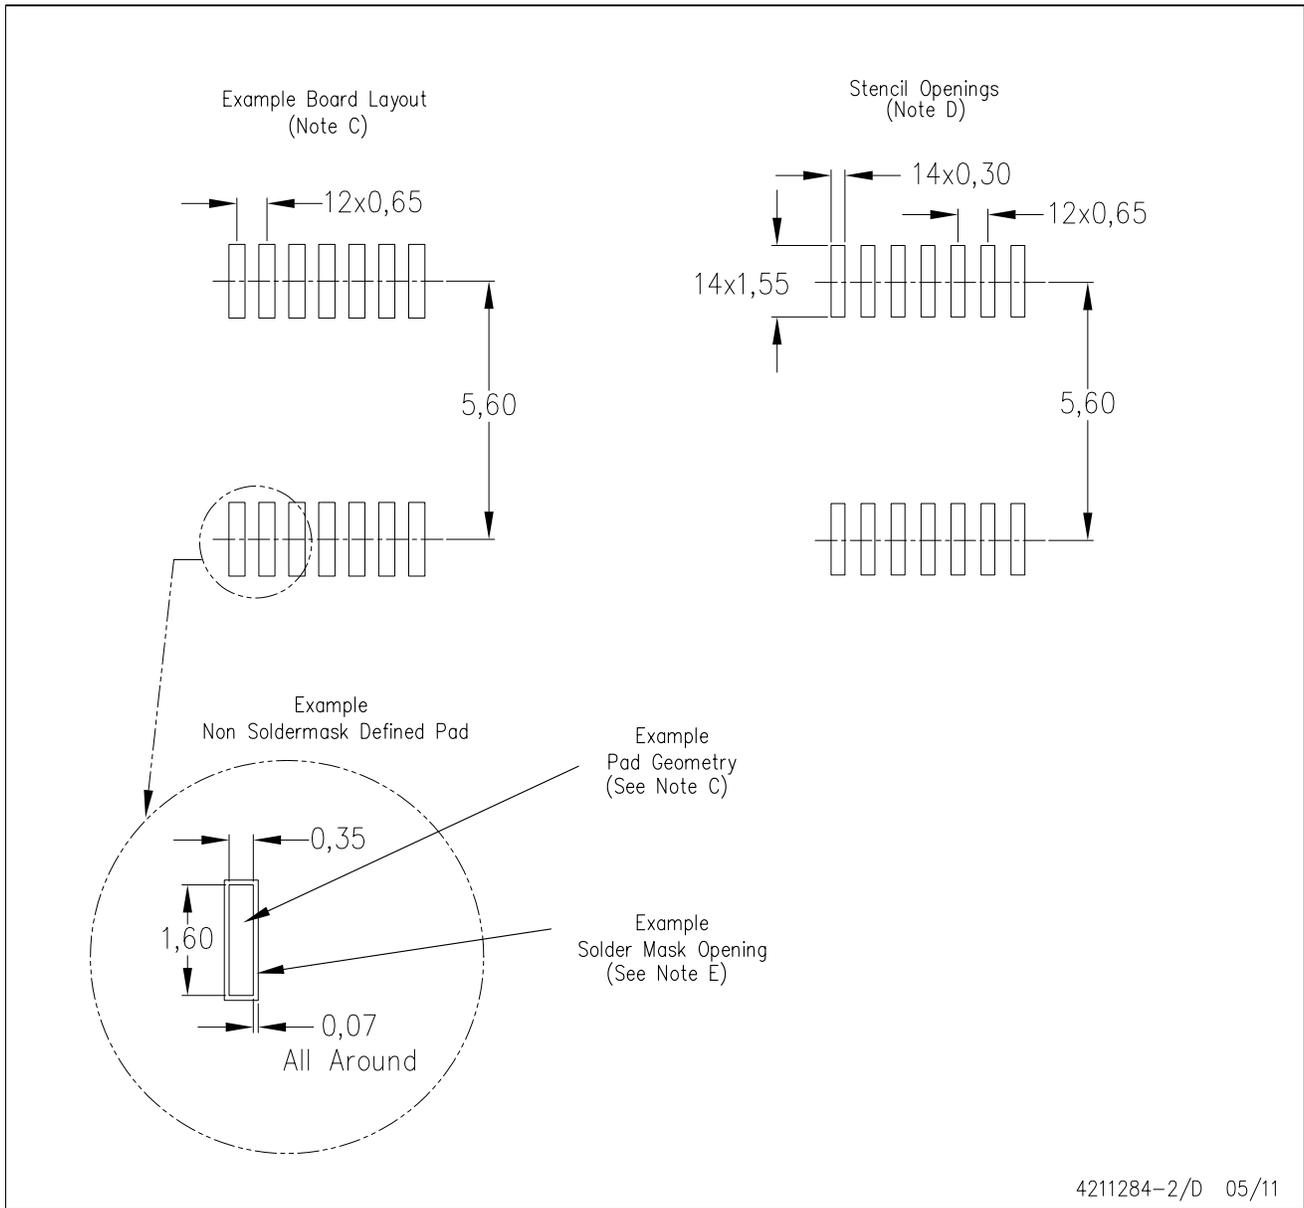 Example Board Layout
(Note C)
12x0,65
5,60
Stencil Openings
(Note D)
14x0,30
12x0,65
14x1,55
5,60
Example
Non Soldermask Defined Pad
0,35
1,60
0,07
All Around
Example
Pad Geometry
(See Note C)
Example
Solder Mask Opening
(See Note E)
4211284-2/D 05/11